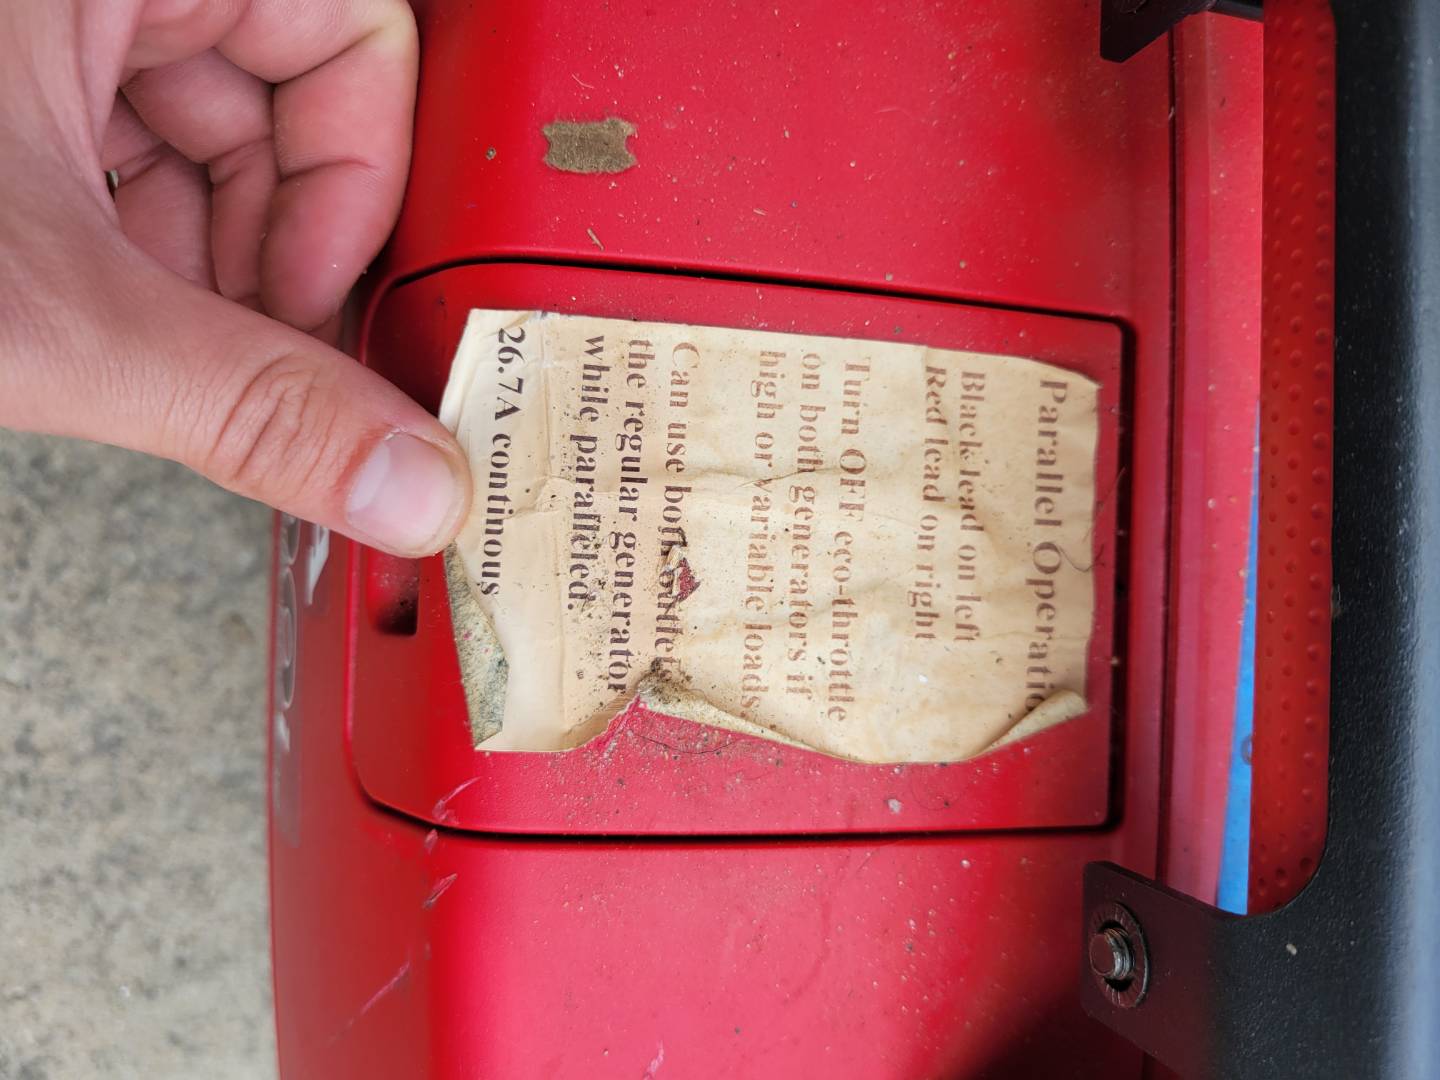 Parallel Operatio
Black lead on left
Red lead on right
Turn OFF eco-throttle
on both generators if
high or variable loads.
Can use both outlets
the regular generator
while paralleled.
26.7A continous